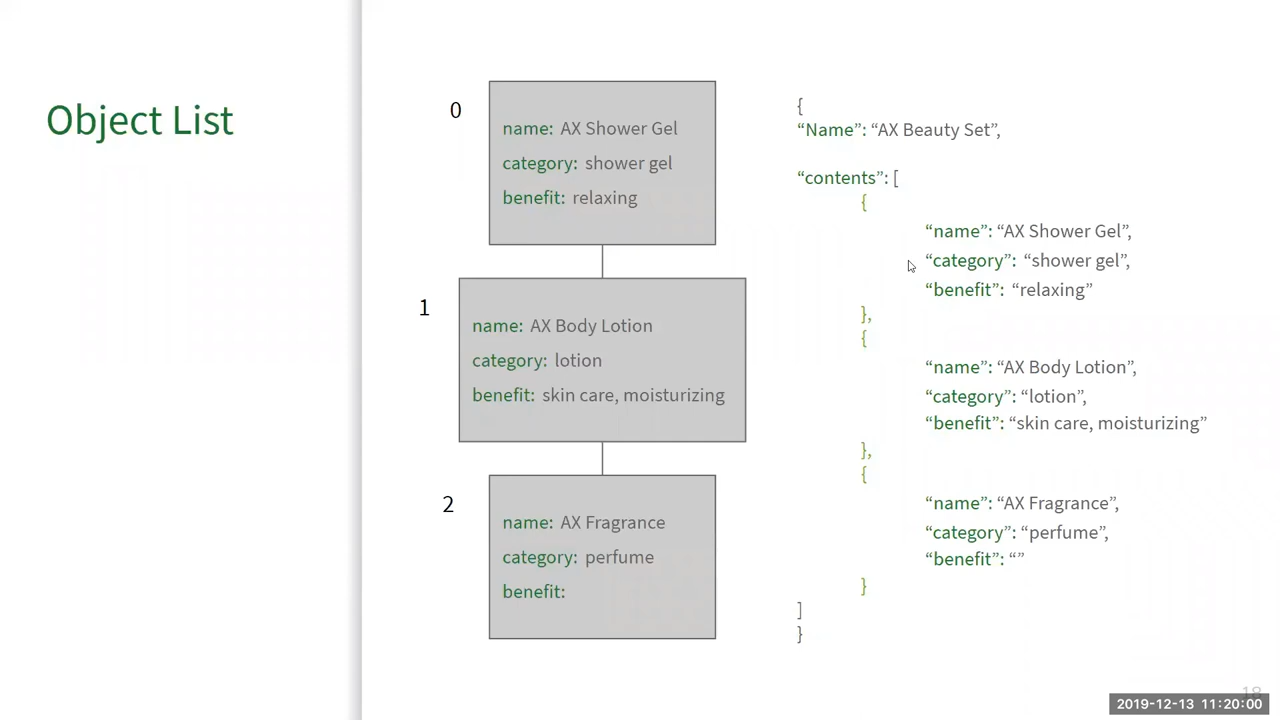 Object List
0
name: AX Shower Gel
category: shower gel
benefit: relaxing
1
name: AX Body Lotion
category: lotion
benefit: skin care, moisturizing
2
name: AX Fragrance
category: perfume
benefit:
{
“Name”: “AX Beauty Set”,
“contents”: [
{
“name”: “AX Shower Gel”,
“category”: “shower gel”,
“benefit”: “relaxing”
},
{
“name”: “AX Body Lotion”,
“category”: “lotion”,
“benefit”: “skin care, moisturizing”
},
{
“name”: “AX Fragrance”,
“category”: “perfume”,
“benefit”: “”
}
]
}
18
2019-12-13 11:20:00